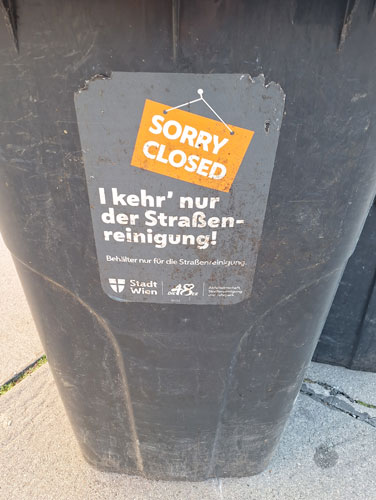 SORRY
CLOSED
I kehr' nur
der Straßen-
reinigung!
Behälter nur für die Straßenreinigung.
Stadt
Wien
48